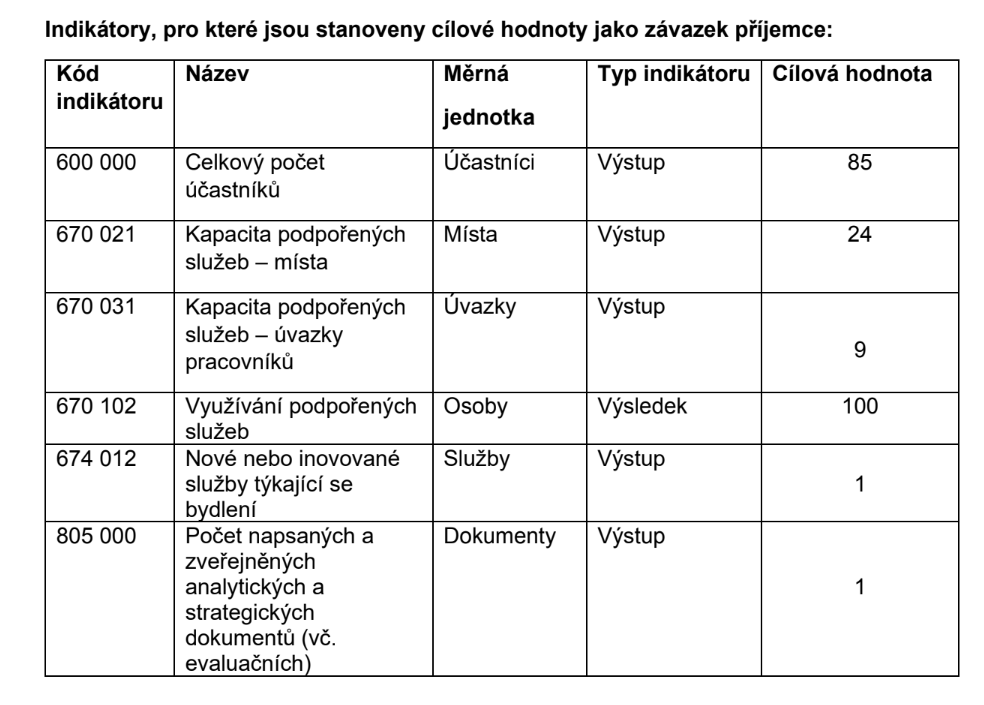 Indikátory, pro které jsou stanoveny cílové hodnoty jako závazek příjemce:
Kód indikátoru
Název
Měrná jednotka
Typ indikátoru
Cílová hodnota
600 000
Celkový počet
účastníků
Účastníci
Výstup
85
670 021
Kapacita podpořených
služeb – místa
Místa
Výstup
24
670 031
Kapacita podpořených
služeb – úvazky
pracovníků
Úvazky
Výstup
9
670 102
Využívání podpořených
služeb
Osoby
Výsledek
100
674 012
Nové nebo inovované
služby týkající se
bydlení
Služby
Výstup
1
805 000
Počet napsaných a
zveřejněných
analytických a
strategických
dokumentů (vč.
evaluačních)
Dokumenty
Výstup
1